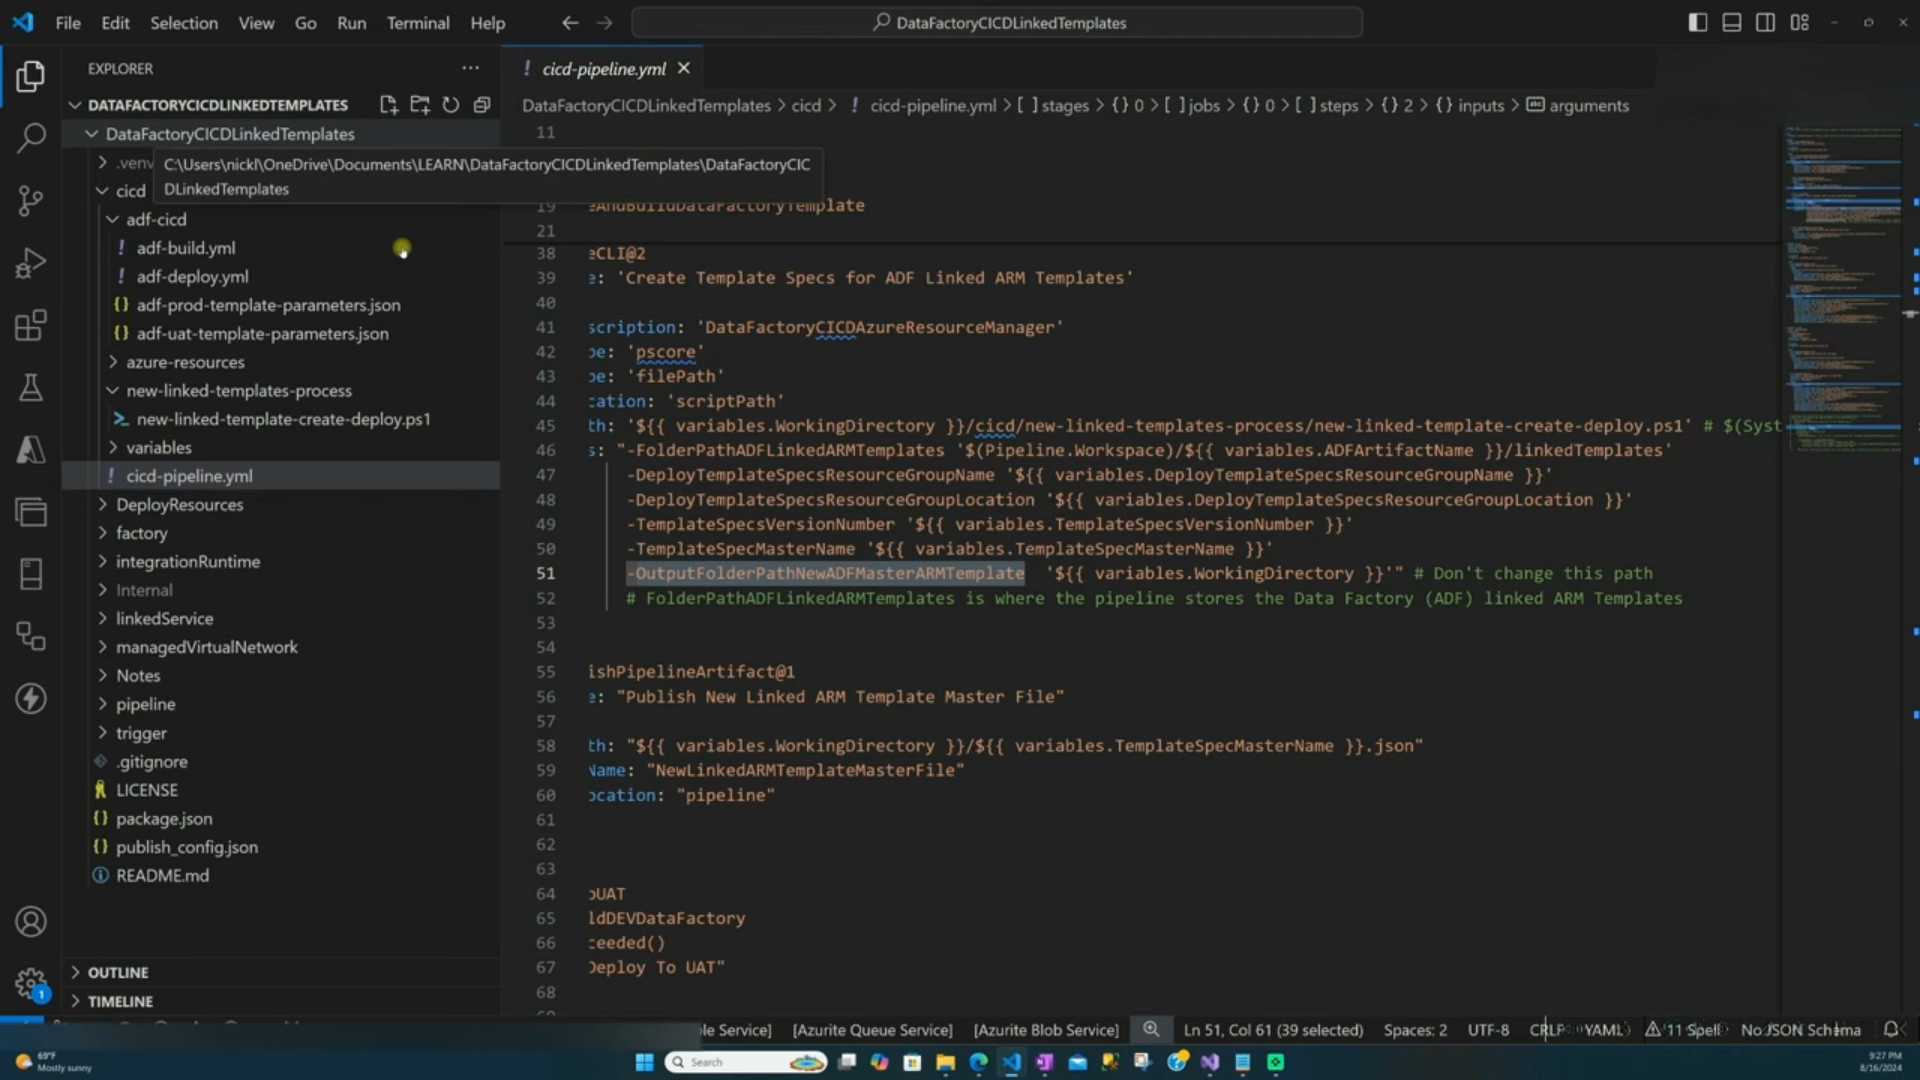 File Edit Selection View Go Run Terminal Help
DataFactoryCICDLinkedTemplates
EXPLORER
DATAFACTORYCICDLINKEDTEMPLATES
DataFactoryCICDLinkedTemplates
.venv
C:\Users\nickl\OneDrive\Documents\LEARN\DataFactoryCICDLinkedTemplates\DataFactoryCIC
DLinkedTemplates
cicd
adf-cicd
adf-build.yml
adf-deploy.yml
adf-prod-template-parameters.json
adf-uat-template-parameters.json
azure-resources
new-linked-templates-process
new-linked-template-create-deploy.ps1
variables
cicd-pipeline.yml
DeployResources
factory
integrationRuntime
Internal
linkedService
managedVirtualNetwork
Notes
pipeline
trigger
.gitignore
LICENSE
package.json
publish_config.json
README.md
OUTLINE
TIMELINE
cicd-pipeline.yml
DataFactoryCICDLinkedTemplates > cicd > ! cicd-pipeline.yml > [ ] stages > {} 0 > [ ] jobs > {} 0 > [ ] steps > {} 2 > {} inputs > arguments
11
19 eAndBuildDataFactoryTemplate
21
38 eCLI@2
39 e: 'Create Template Specs for ADF Linked ARM Templates'
40
41 scription: 'DataFactoryCICDAzureResourceManager'
42 pe: 'pscore'
43 pe: 'filePath'
44 cation: 'scriptPath'
45 th: '${{ variables.WorkingDirectory }}/cicd/new-linked-templates-process/new-linked-template-create-deploy.ps1' # $(Syst
46 s: "-FolderPathADFLinkedARMTemplates '$(Pipeline.Workspace)/${{ variables.ADFArtifactName }}/linkedTemplates'
47 -DeployTemplateSpecsResourceGroupName '${{ variables.DeployTemplateSpecsResourceGroupName }}'
48 -DeployTemplateSpecsResourceGroupLocation '${{ variables.DeployTemplateSpecsResourceGroupLocation }}'
49 -TemplateSpecsVersionNumber '${{ variables.TemplateSpecsVersionNumber }}'
50 -TemplateSpecMasterName '${{ variables.TemplateSpecMasterName }}'
51 -OutputFolderPathNewADFMasterARMTemplate '${{ variables.WorkingDirectory }}'" # Don't change this path
52 # FolderPathADFLinkedARMTemplates is where the pipeline stores the Data Factory (ADF) linked ARM Templates
53
54
55 ishPipelineArtifact@1
56 e: "Publish New Linked ARM Template Master File"
57
58 th: "${{ variables.WorkingDirectory }}/${{ variables.TemplateSpecMasterName }}.json"
59 Name: "NewLinkedARMTemplateMasterFile"
60 ocation: "pipeline"
61
62
63
64 oUAT
65 ldDEVDataFactory
66 ceeded()
67 Deploy To UAT"
68
1
le Service] [Azurite Queue Service] [Azurite Blob Service] Ln 51, Col 61 (39 selected) Spaces: 2 UTF-8 CRLF YAML 11 Spell No JSON Schema
69°F
Mostly sunny
Search
9:27 PM
8/16/2024